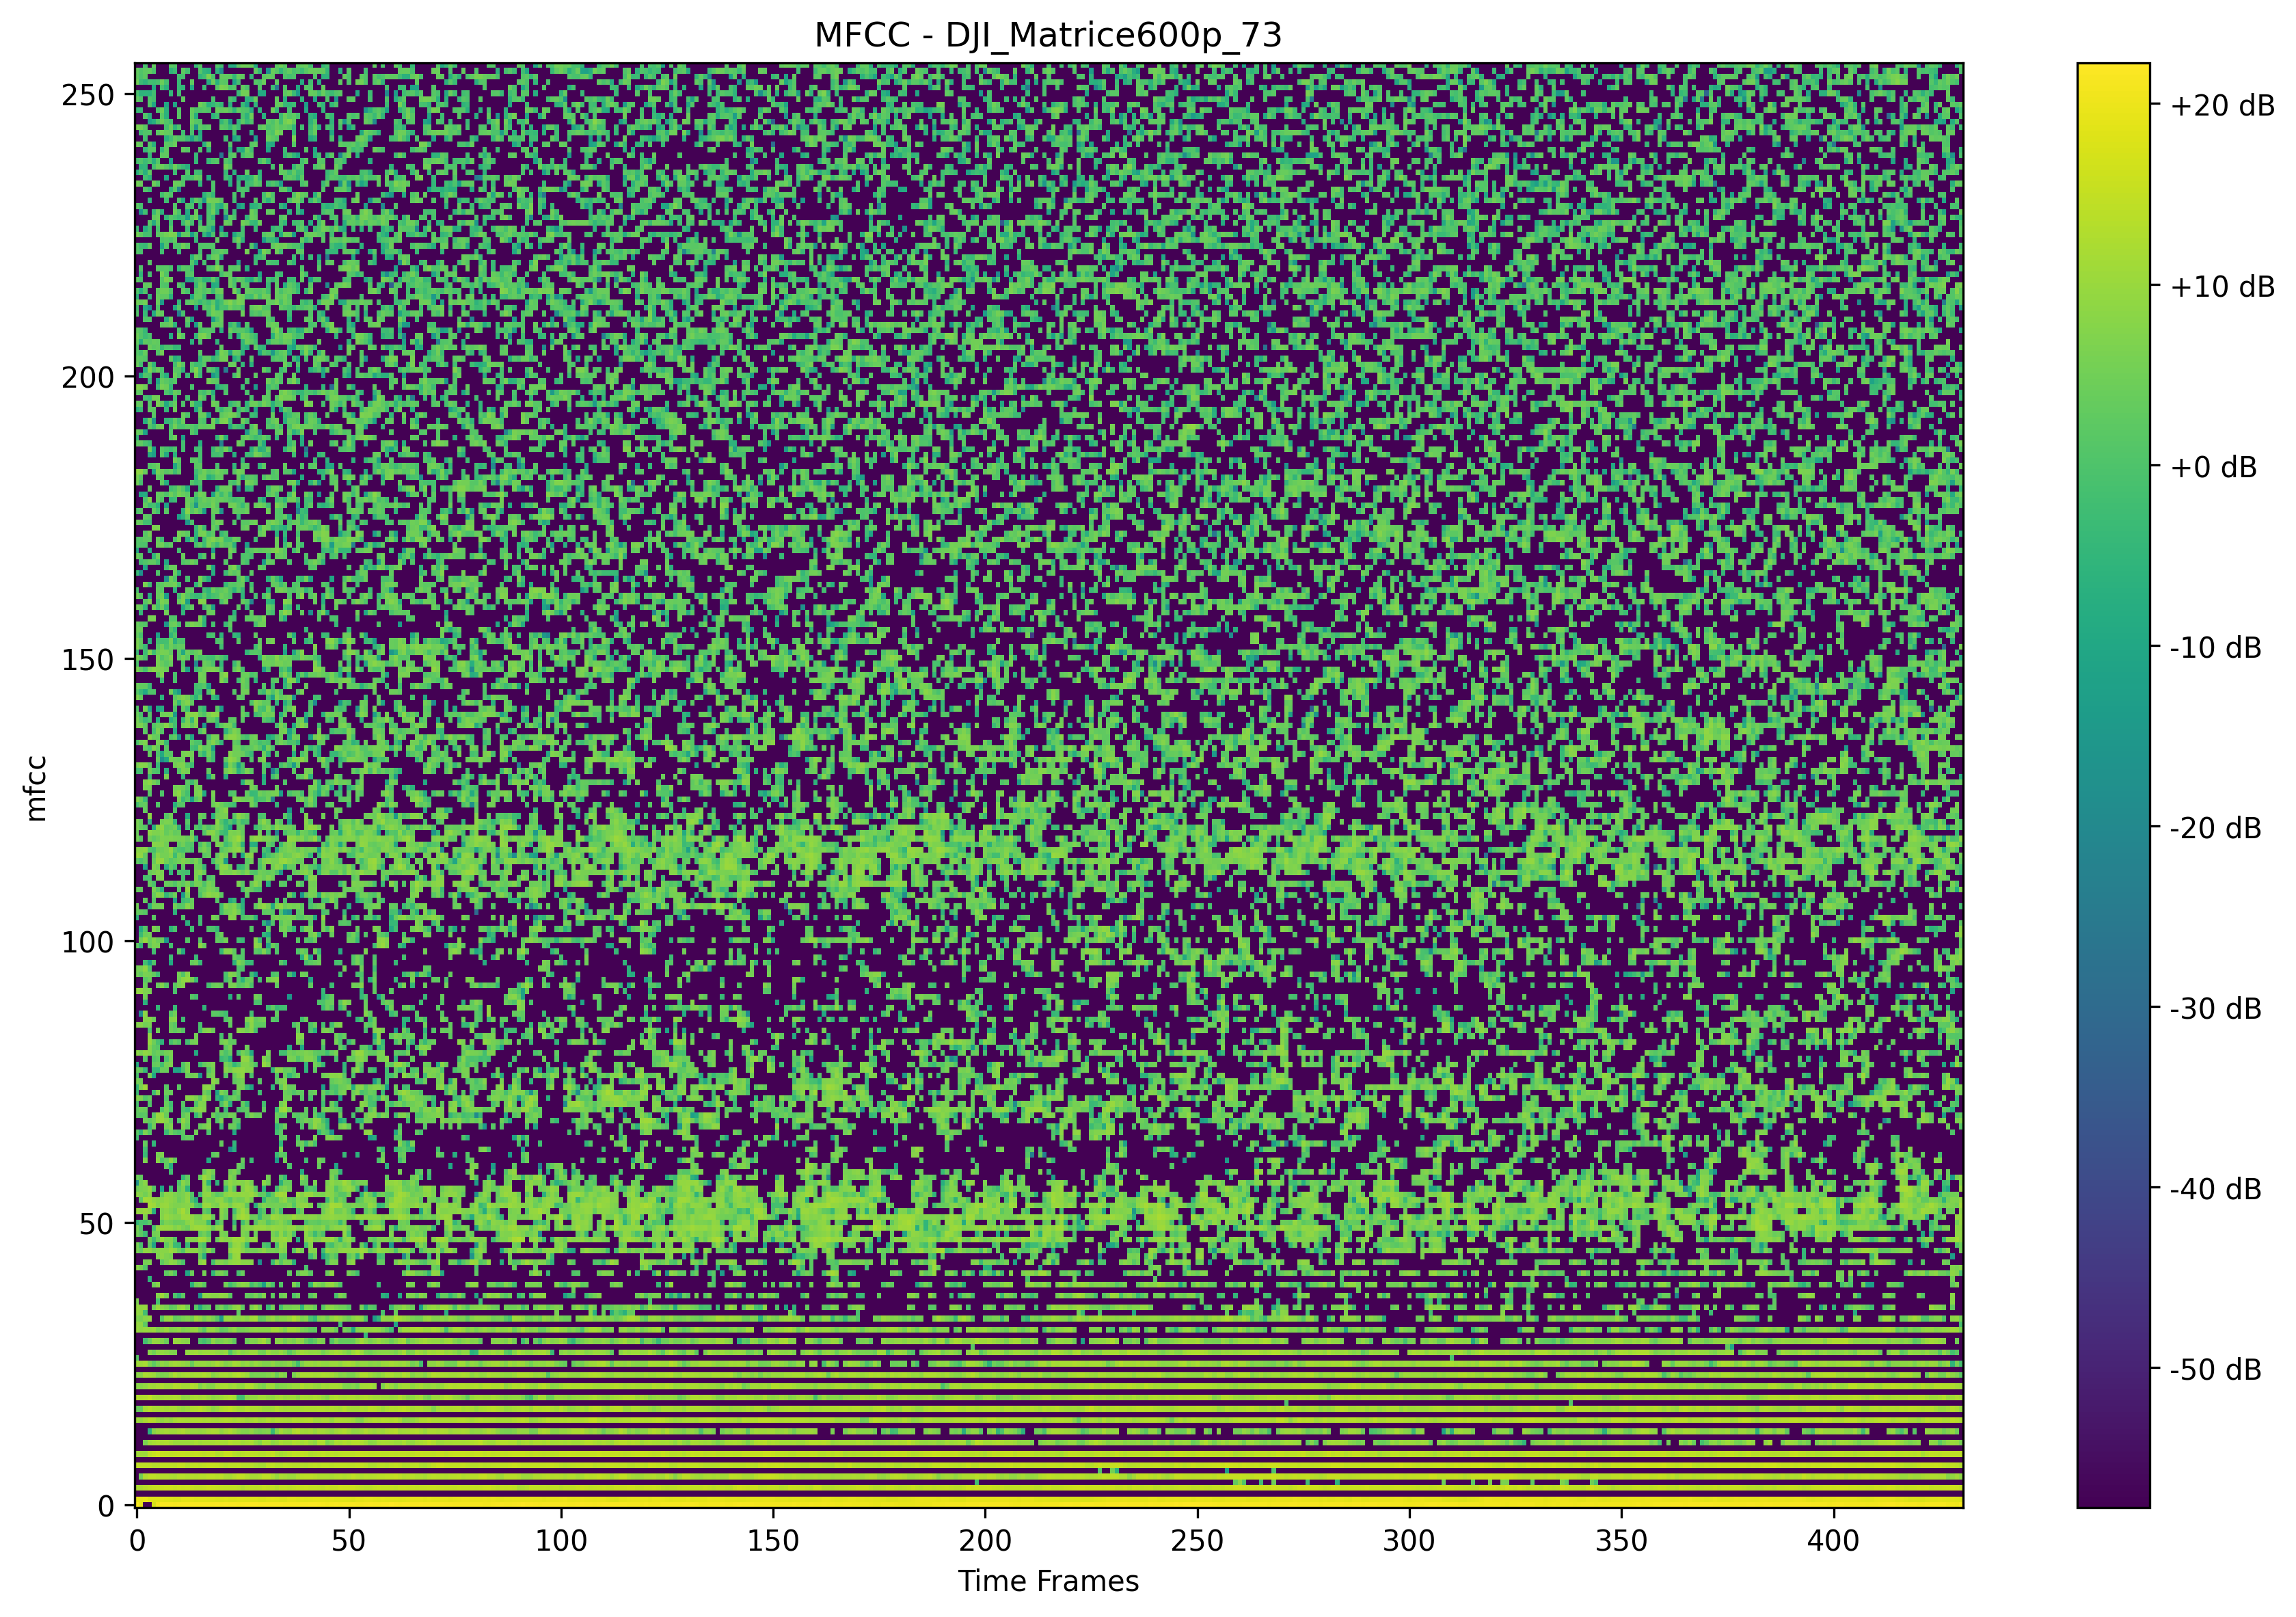 MFCC - DJI_Matrice600p_73
250
200
150
100
50
0
mfcc
0 50 100 150 200 250 300 350 400
Time Frames
+20 dB
+10 dB
+0 dB
-10 dB
-20 dB
-30 dB
-40 dB
-50 dB